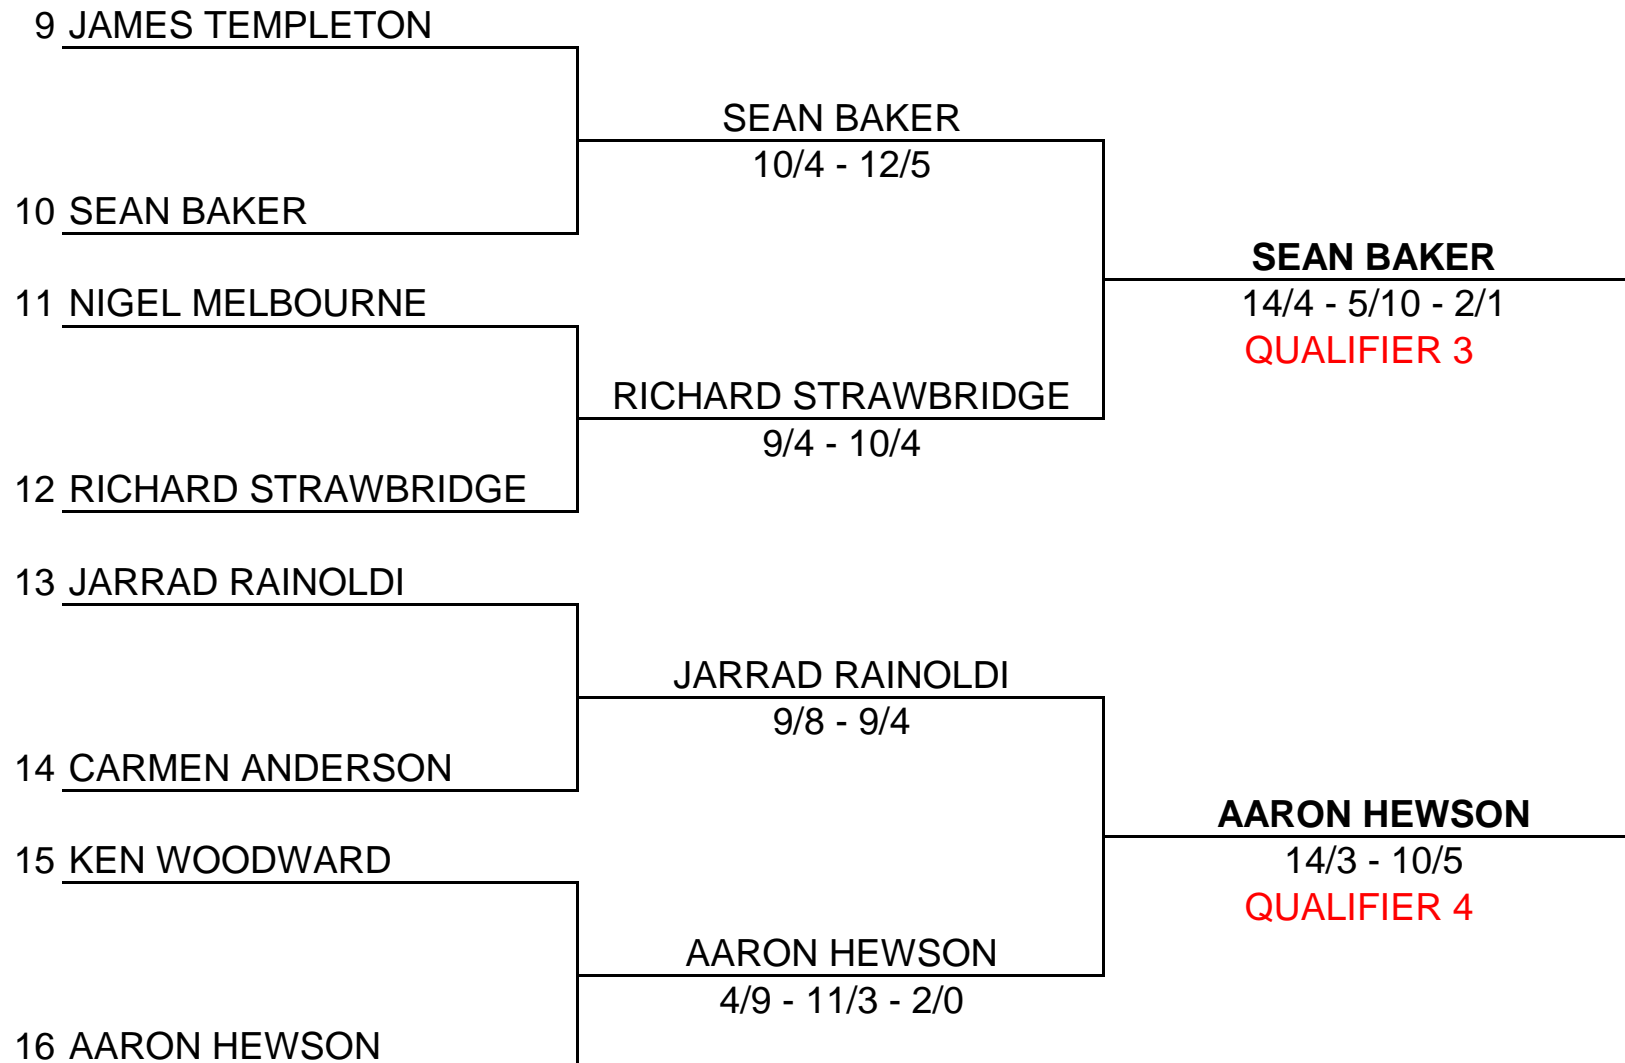 9 JAMES TEMPLETON
SEAN BAKER
10/4 - 12/5
10 SEAN BAKER
SEAN BAKER
14/4 - 5/10 - 2/1
QUALIFIER 3
11 NIGEL MELBOURNE
RICHARD STRAWBRIDGE
9/4 - 10/4
12 RICHARD STRAWBRIDGE
13 JARRAD RAINOLDI
JARRAD RAINOLDI
9/8 - 9/4
14 CARMEN ANDERSON
AARON HEWSON
14/3 - 10/5
QUALIFIER 4
15 KEN WOODWARD
AARON HEWSON
4/9 - 11/3 - 2/0
16 AARON HEWSON